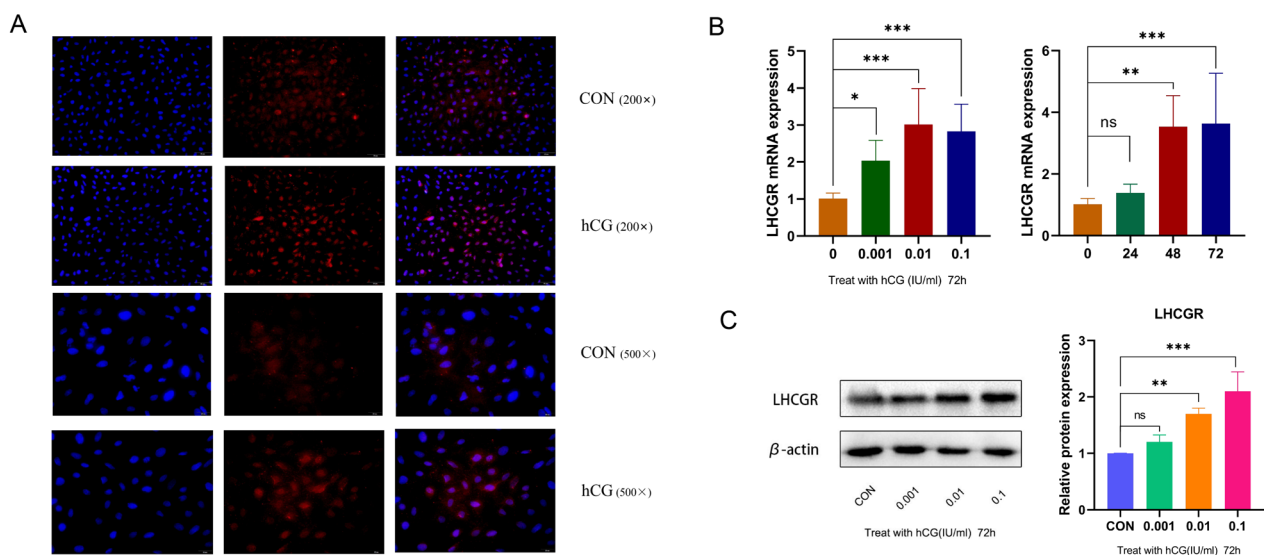 A
CON (200×)
hCG (200×)
CON (500×)
hCG (500×)
B
LHCGR mRNA expression
5
4
3
2
1
0
*
***
***
0 0.001 0.01 0.1
Treat with hCG (IU/ml) 72h
LHCGR mRNA expression
6
4
2
0
ns
**
***
0 24 48 72
C
LHCGR
β-actin
CON 0.001 0.01 0.1
Treat with hCG(IU/ml) 72h
LHCGR
Relative protein expression
3
2
1
0
ns
**
***
CON 0.001 0.01 0.1
Treat with hCG(IU/ml) 72h